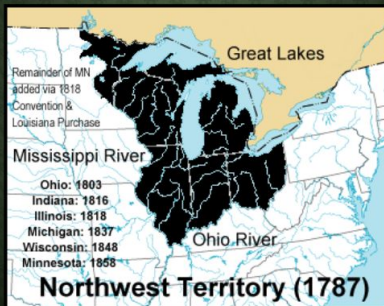 Great Lakes
Remainder of MN
added via 1818
Convention &
Louisiana Purchase
Mississippi River
Ohio: 1803
Indiana: 1816
Illinois: 1818
Michigan: 1837
Wisconsin: 1848
Minnesota: 1858
Ohio River
Northwest Territory (1787)